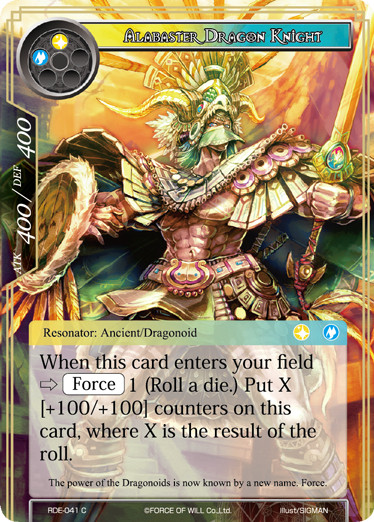 Alabaster Dragon Knight
ATK 400 / DEF 400
Resonator: Ancient/Dragonoid
When this card enters your field
⇨ Force 1 (Roll a die.) Put X
[+100/+100] counters on this
card, where X is the result of the
roll.
The power of the Dragonoids is now known by a new name. Force.
RDE-041 C ©FORCE OF WILL Co.,Ltd. Illust/SIGMAN